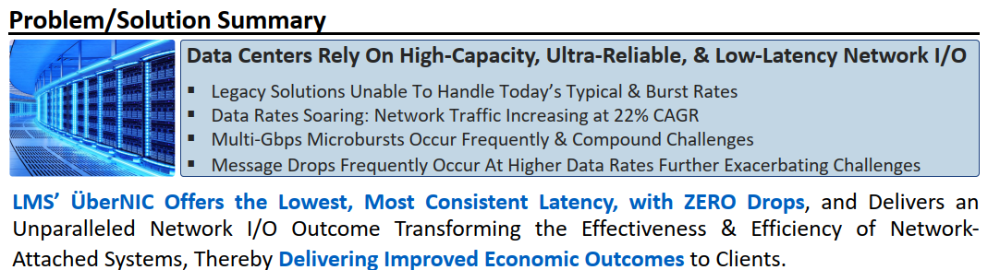 Problem/Solution Summary
Data Centers Rely On High-Capacity, Ultra-Reliable, & Low-Latency Network I/O
▪ Legacy Solutions Unable To Handle Today’s Typical & Burst Rates
▪ Data Rates Soaring: Network Traffic Increasing at 22% CAGR
▪ Multi-Gbps Microbursts Occur Frequently & Compound Challenges
▪ Message Drops Frequently Occur At Higher Data Rates Further Exacerbating Challenges
LMS’ ÜberNIC Offers the Lowest, Most Consistent Latency, with ZERO Drops, and Delivers an
Unparalleled Network I/O Outcome Transforming the Effectiveness & Efficiency of Network-
Attached Systems, Thereby Delivering Improved Economic Outcomes to Clients.